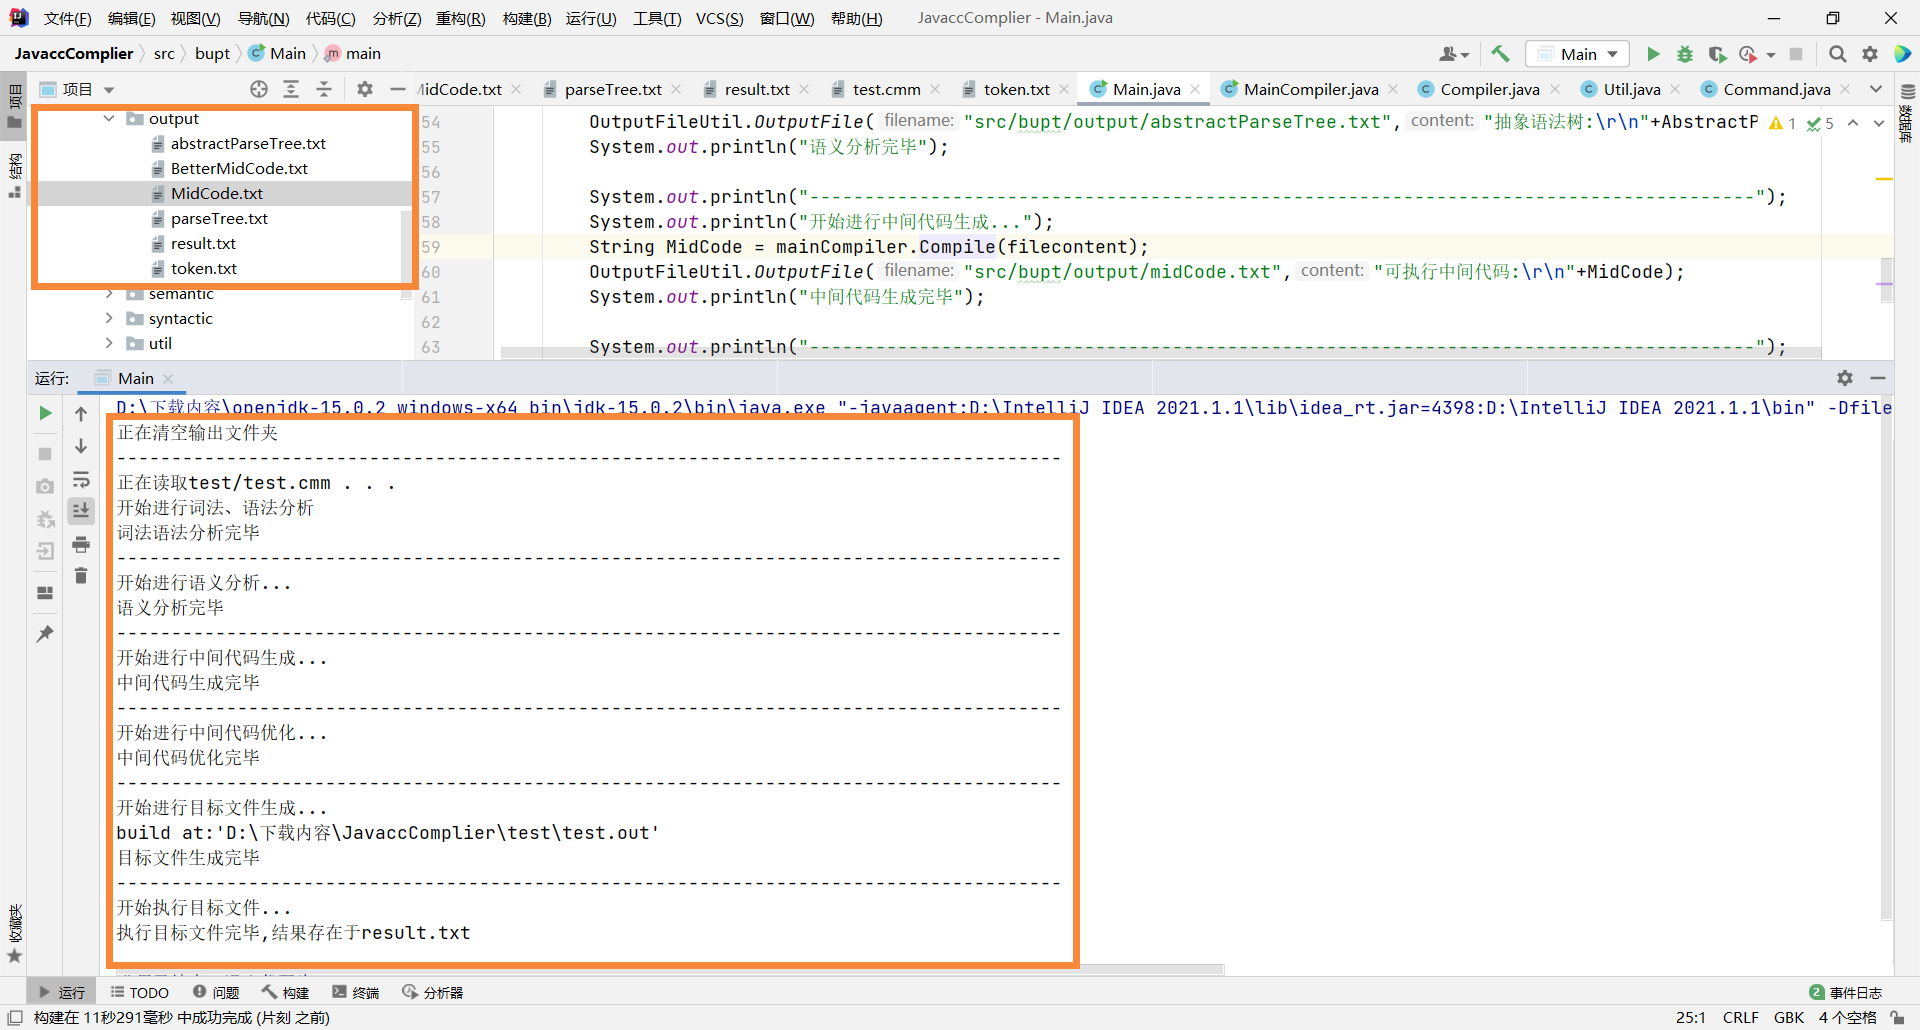 文件(F) 编辑(E) 视图(V) 导航(N) 代码(C) 分析(Z) 重构(R) 构建(B) 运行(U) 工具(T) VCS(S) 窗口(W) 帮助(H) JavaccComplier - Main.java
JavaccComplier src bupt Main main Main
项目 MidCode.txt parseTree.txt result.txt test.cmm token.txt Main.java MainCompiler.java Compiler.java Util.java Command.java
项目
结构
数据库
output
abstractParseTree.txt
BetterMidCode.txt
MidCode.txt
parseTree.txt
result.txt
token.txt
semantic
syntactic
util
54 OutputFileUtil.OutputFile( filename: "src/bupt/output/abstractParseTree.txt", content: "抽象语法树:\r\n"+AbstractP 1 5
55 System.out.println("语义分析完毕");
56
57 System.out.println("------------------------------------------------------------------------------");
58 System.out.println("开始进行中间代码生成...");
59 String MidCode = mainCompiler.Compile(filecontent);
60 OutputFileUtil.OutputFile( filename: "src/bupt/output/midCode.txt", content: "可执行中间代码:\r\n"+MidCode);
61 System.out.println("中间代码生成完毕");
62
63 System.out.println("------------------------------------------------------------------------------");
运行: Main
D:\下载内容\openjdk-15.0.2_windows-x64_bin\jdk-15.0.2\bin\java.exe "-javaagent:D:\IntelliJ IDEA 2021.1.1\lib\idea_rt.jar=4398:D:\IntelliJ IDEA 2021.1.1\bin" -Dfile
正在清空输出文件夹
------------------------------------------------------------------------------
正在读取test/test.cmm . . .
开始进行词法、语法分析
词法语法分析完毕
------------------------------------------------------------------------------
开始进行语义分析...
语义分析完毕
------------------------------------------------------------------------------
开始进行中间代码生成...
中间代码生成完毕
------------------------------------------------------------------------------
开始进行中间代码优化...
中间代码优化完毕
------------------------------------------------------------------------------
开始进行目标文件生成...
build at:'D:\下载内容\JavaccComplier\test\test.out'
目标文件生成完毕
------------------------------------------------------------------------------
开始执行目标文件...
执行目标文件完毕,结果存在于result.txt
收藏夹
运行 TODO 问题 构建 终端 分析器 2 事件日志
构建在 11秒291毫秒 中成功完成 (片刻 之前) 25:1 CRLF GBK 4 个空格